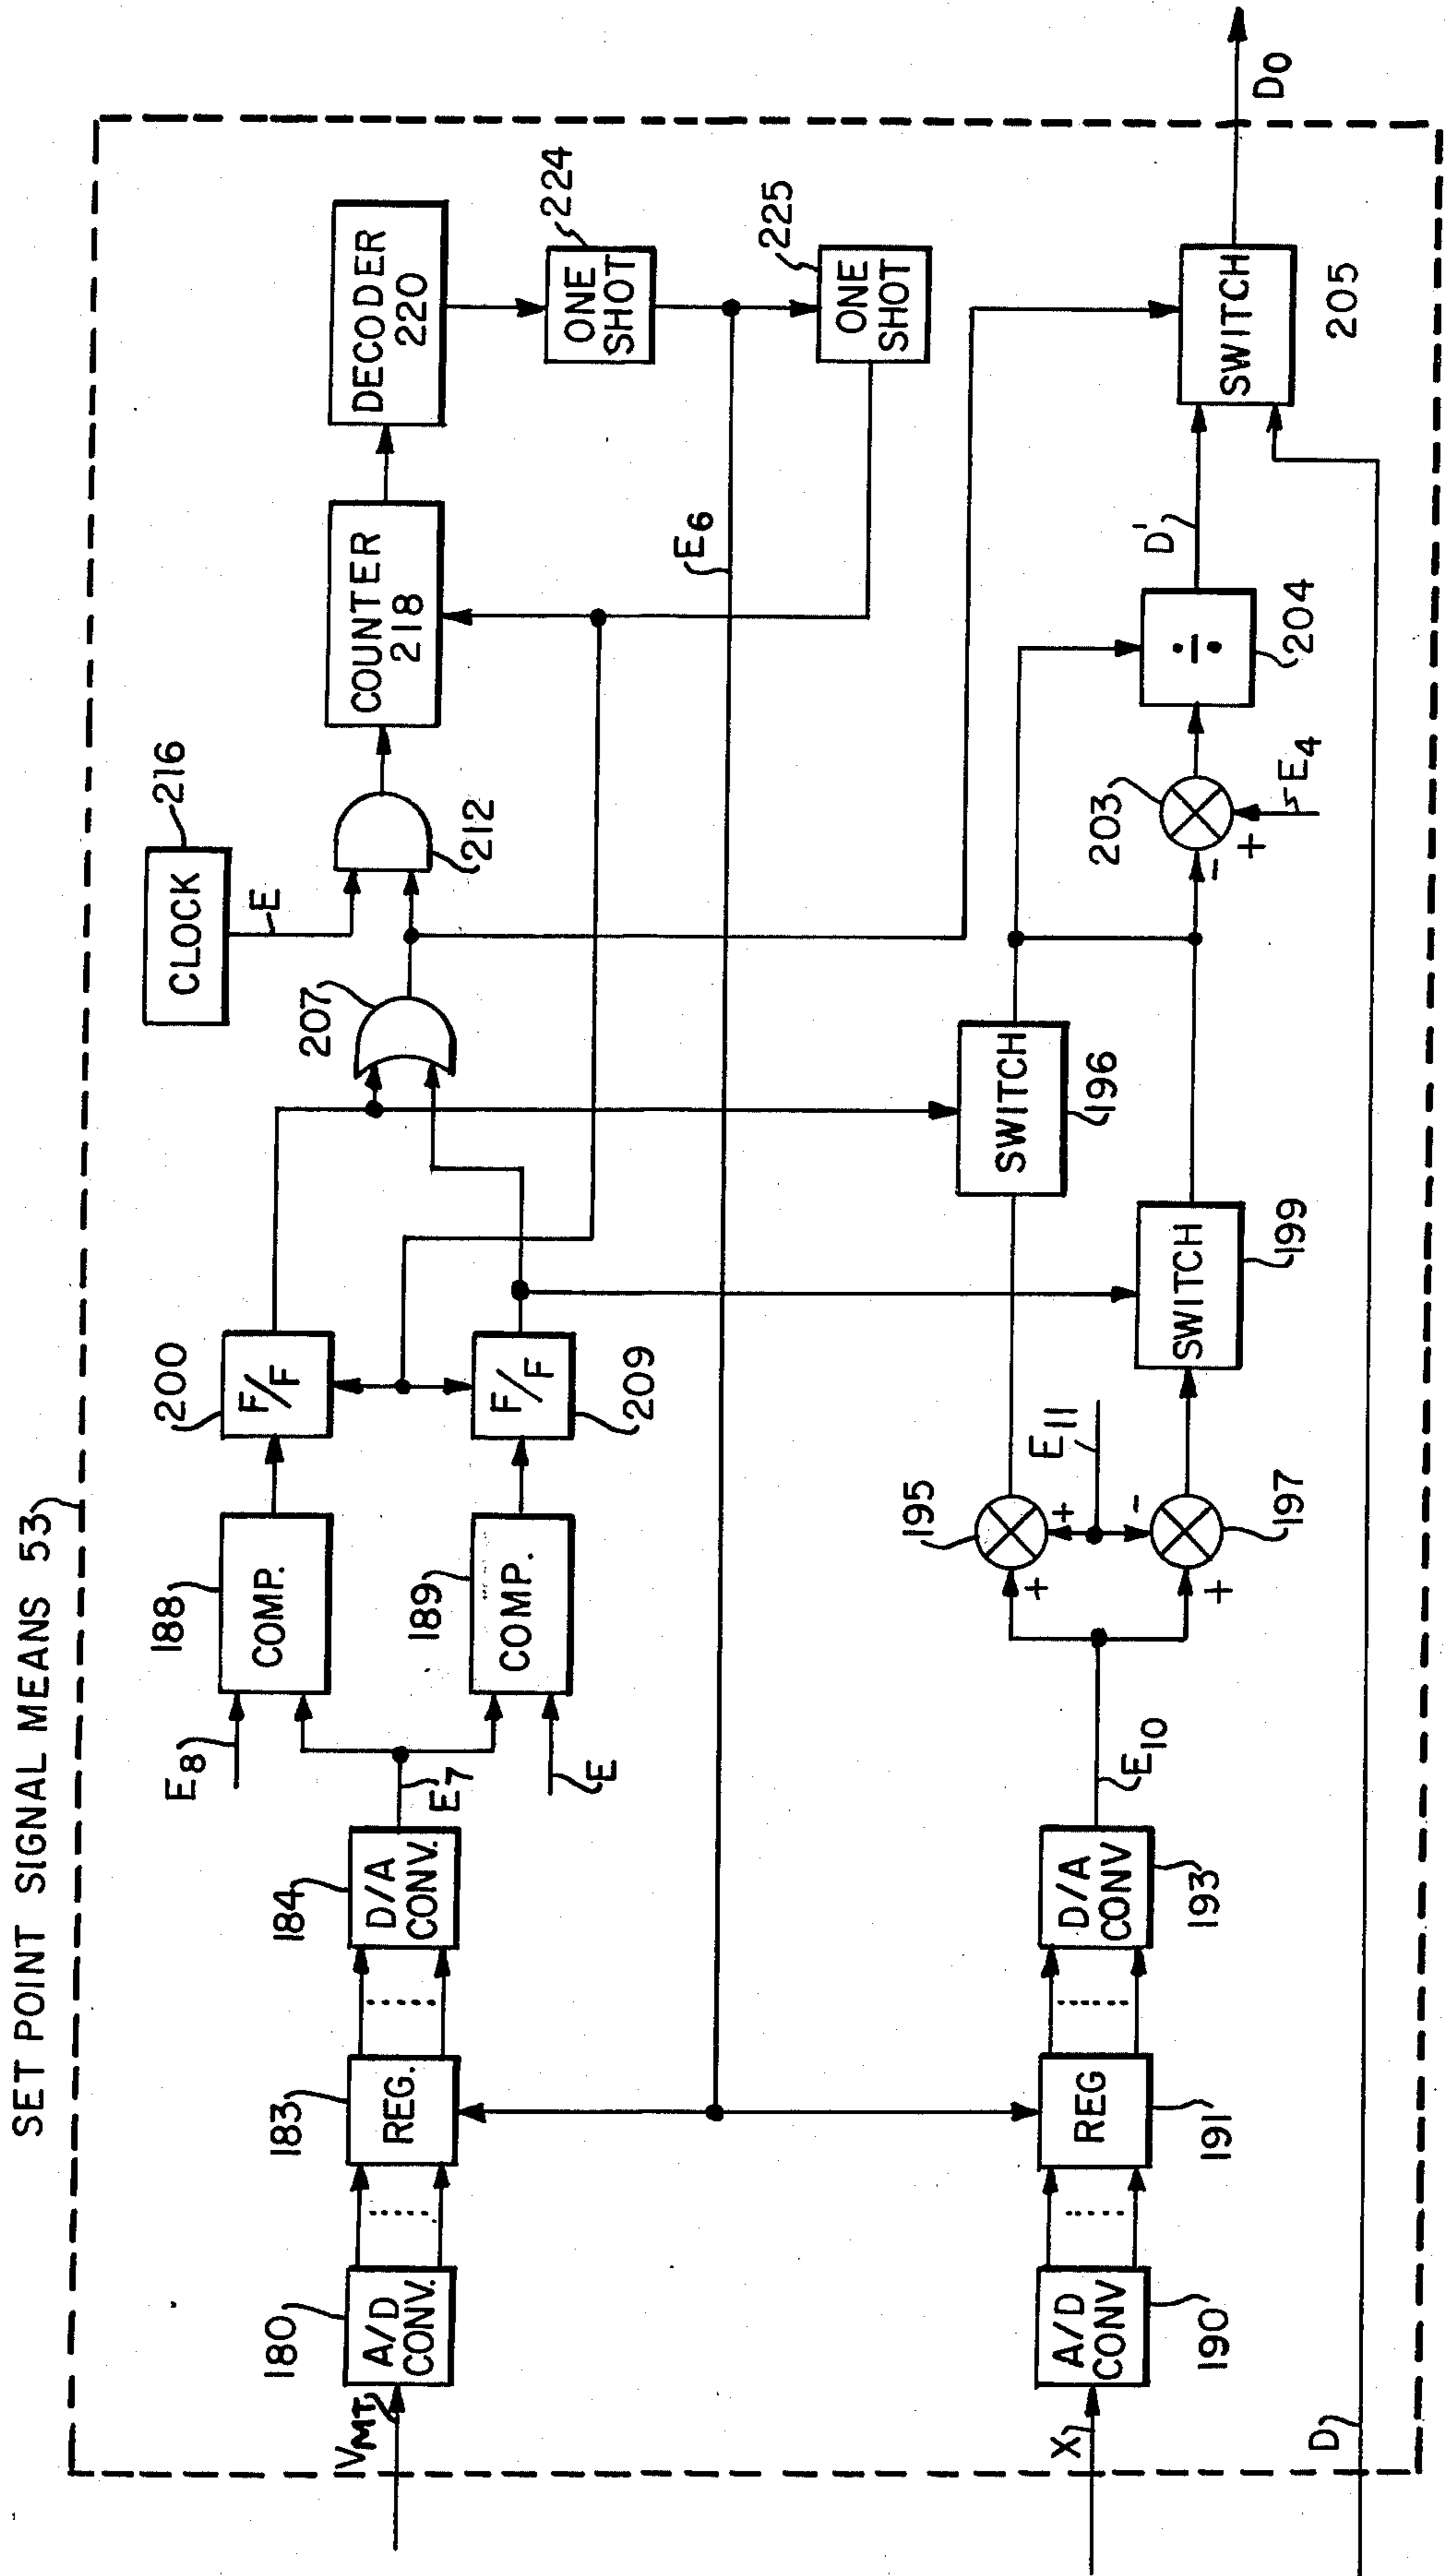 SET POINT SIGNAL MEANS 53
VMT
180
A/D
CONV.
183
REG.
184
D/A
CONV.
E7
E8
E
188
COMP.
189
COMP.
200
F/F
209
F/F
207
CLOCK
216
E
212
COUNTER
218
DECODER
220
224
ONE
SHOT
225
ONE
SHOT
E6
X
A/D
CONV
190
REG
191
D/A
CONV
193
E10
195
+
+
E11
-
+
197
SWITCH
196
SWITCH
199
203
-
+
E4
÷
204
D'
SWITCH
205
D
DO